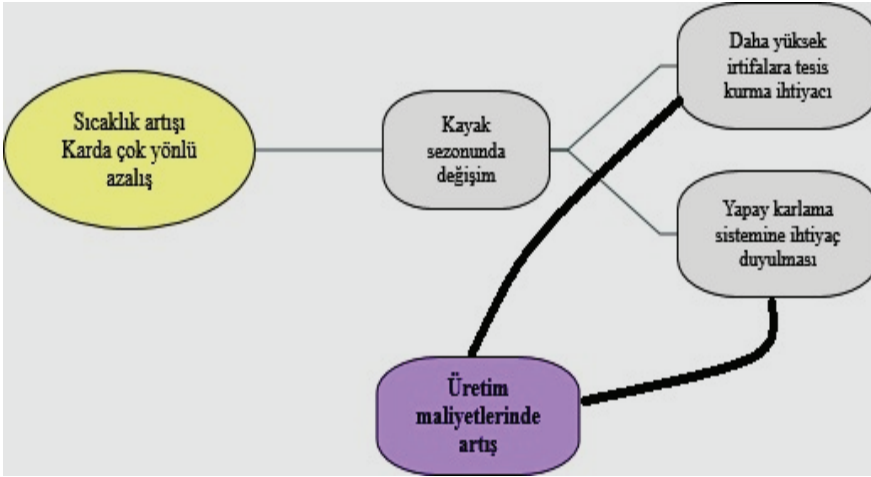 Sıcaklık artışı
Karda çok yönlü
azalış
Kayak
sezonunda
değişim
Daha yüksek
irtifalara tesis
kurma ihtiyacı
Yapay karlama
sistemine ihtiyaç
duyulması
Üretim
maliyetlerinde
artış